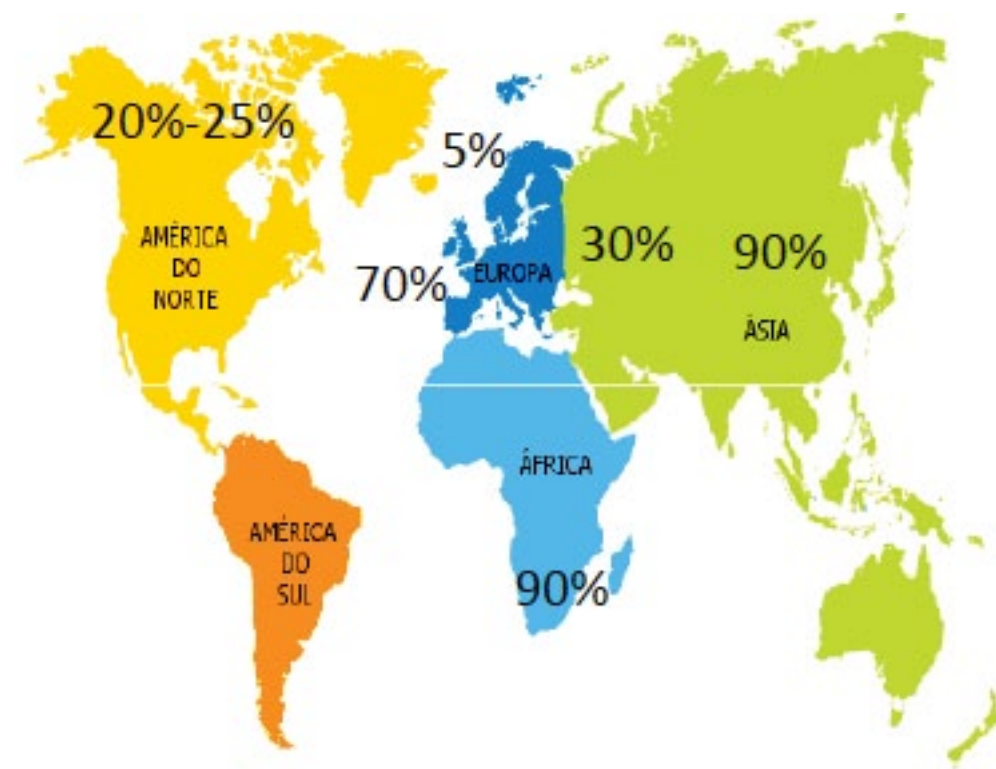 20%-25%
5%
AMÉRICA
DO
NORTE
70%
EUROPA
30%
90%
ÁSIA
ÁFRICA
AMÉRICA
DO
SUL
90%